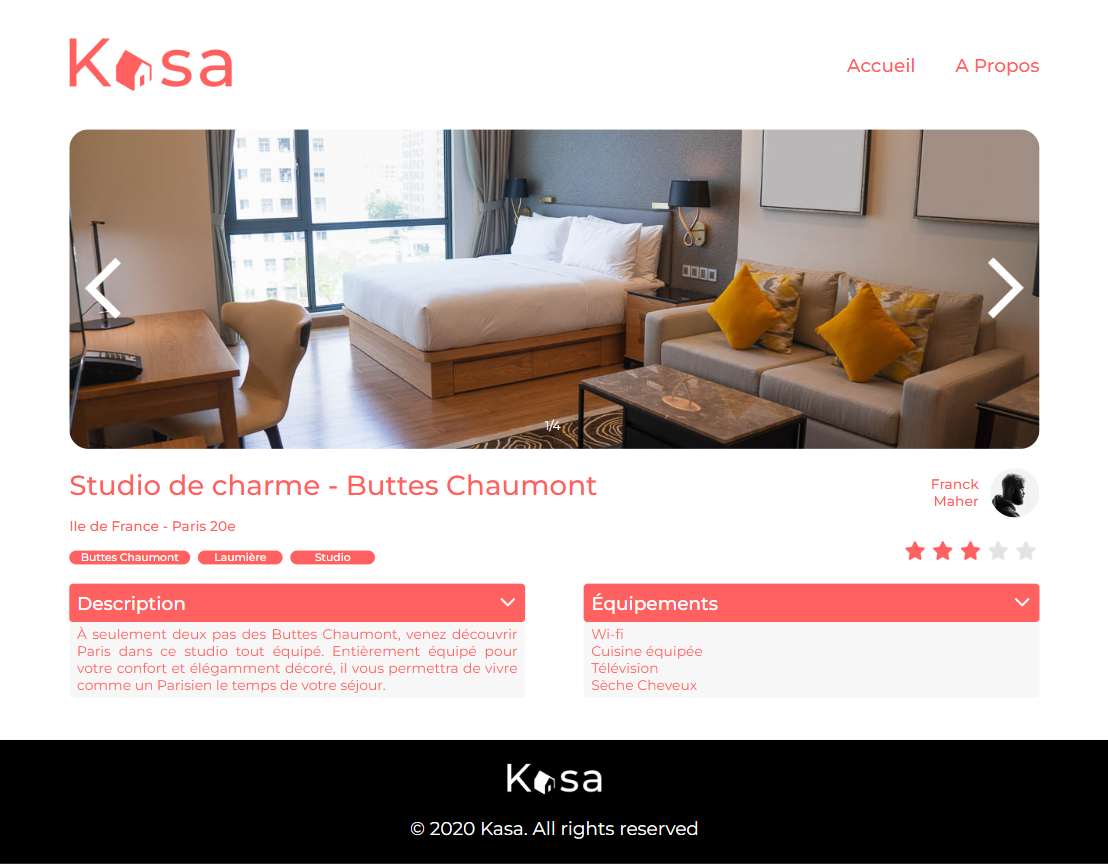 Kasa
Accueil A Propos
1/4
Studio de charme - Buttes Chaumont
Franck
Maher
Ile de France - Paris 20e
Buttes Chaumont Laumière Studio
Description
À seulement deux pas des Buttes Chaumont, venez découvrir
Paris dans ce studio tout équipé. Entièrement équipé pour
votre confort et élégamment décoré, il vous permettra de vivre
comme un Parisien le temps de votre séjour.
Équipements
Wi-fi
Cuisine équipée
Télévision
Sèche Cheveux
Kasa
© 2020 Kasa. All rights reserved